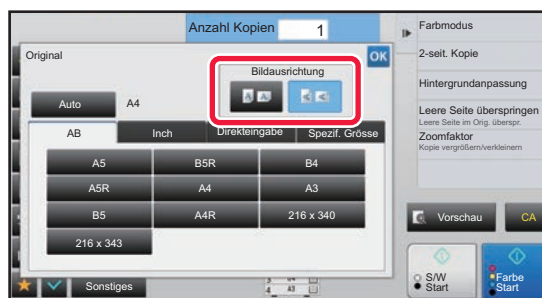 Anzahl Kopien 1
Original
OK
Bildausrichtung
Auto A4
AB Inch Direkteingabe Spezif. Grösse
A5 B5R B4
A5R A4 A3
B5 A4R 216 x 340
216 x 343
Sonstiges
Farbmodus
2-seit. Kopie
Hintergrundanpassung
Leere Seite überspringen
Leere Seite im Orig. überspr.
Zoomfaktor
Kopie vergrößern/verkleinern
Vorschau CA
S/W
Start
Farbe
Start